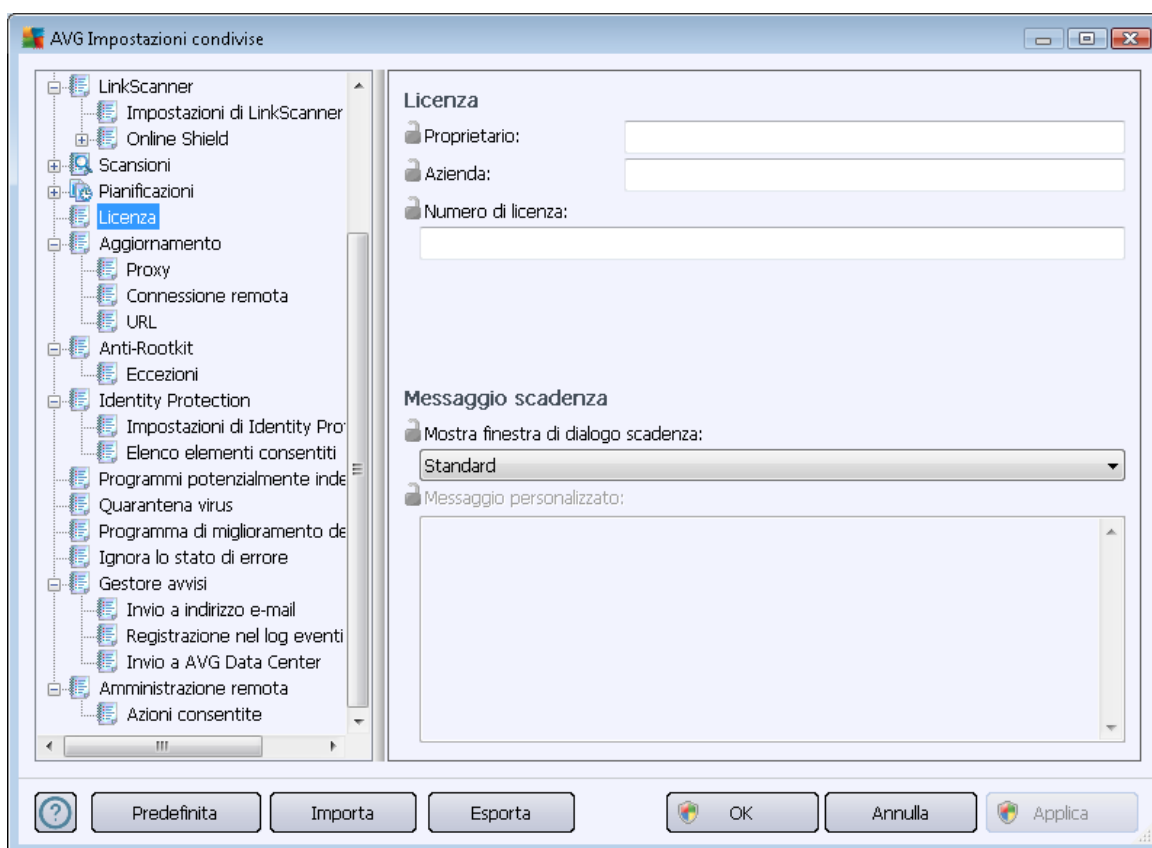 AVG Impostazioni condivise
LinkScanner
Impostazioni di LinkScanner
Online Shield
Scansioni
Pianificazioni
Licenza
Aggiornamento
Proxy
Connessione remota
URL
Anti-Rootkit
Eccezioni
Identity Protection
Impostazioni di Identity Pro
Elenco elementi consentiti
Programmi potenzialmente inde
Quarantena virus
Programma di miglioramento de
Ignora lo stato di errore
Gestore avvisi
Invio a indirizzo e-mail
Registrazione nel log eventi
Invio a AVG Data Center
Amministrazione remota
Azioni consentite
Licenza
Proprietario:
Azienda:
Numero di licenza:
Messaggio scadenza
Mostra finestra di dialogo scadenza:
Standard
Messaggio personalizzato:
? Predefinita Importa Esporta OK Annulla Applica